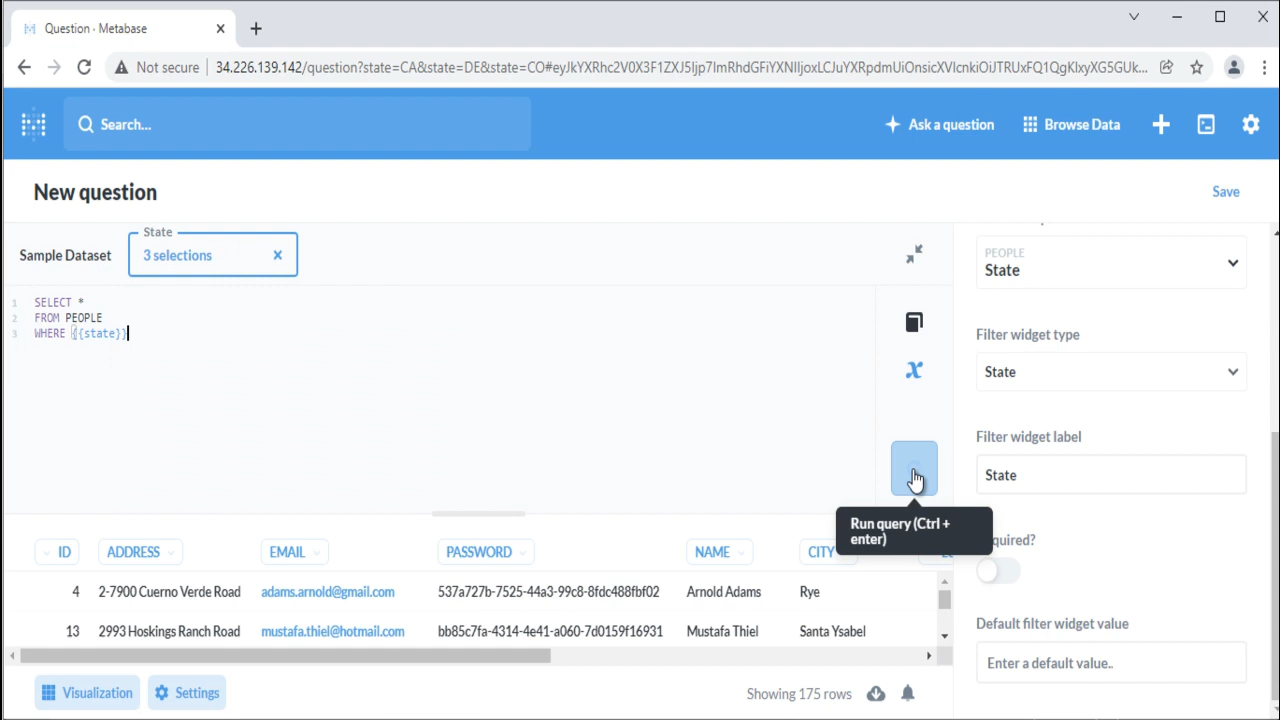 Question · Metabase
Not secure
34.226.139.142/question?state=CA&state=DE&state=CO#eyJkYXRhc2V0X3F1ZXJ5Ijp7ImRhdGFiYXNlIjoxLCJuYXRpdmUiOnsicXVlcnkiOiJTRUxFQ1QgKlxyXG5GUk...
Search...
Ask a question
Browse Data
New question
Save
Sample Dataset
State
3 selections
PEOPLE
State
1 SELECT *
2 FROM PEOPLE
3 WHERE {{state}}
Filter widget type
State
Filter widget label
State
Run query (Ctrl +
enter)
quired?
ID ADDRESS EMAIL PASSWORD NAME CITY
4 2-7900 Cuerno Verde Road adams.arnold@gmail.com 537a727b-7525-44a3-99c8-8fdc488fbf02 Arnold Adams Rye
13 2993 Hoskings Ranch Road mustafa.thiel@hotmail.com bb85c7fa-4314-4e41-a060-7d0159f16931 Mustafa Thiel Santa Ysabel
Default filter widget value
Enter a default value..
Visualization
Settings
Showing 175 rows